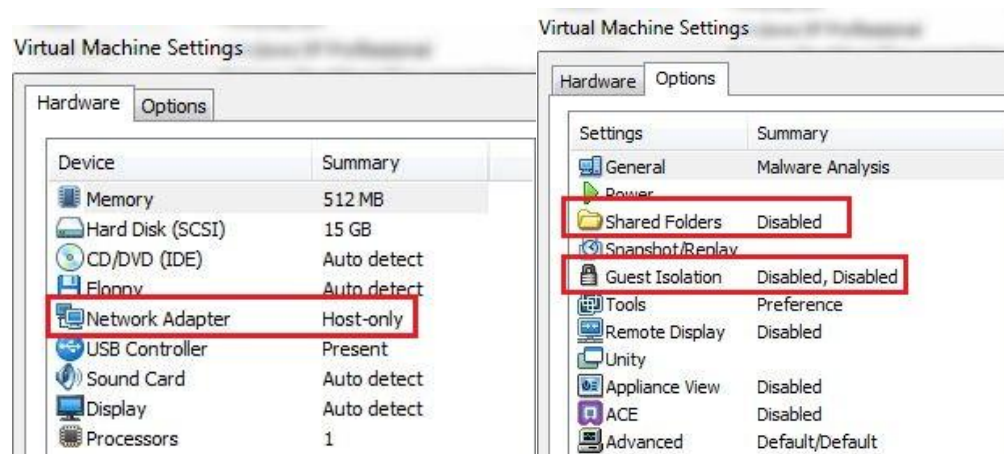 Virtual Machine Settings
Hardware Options
Device Summary
Memory 512 MB
Hard Disk (SCSI) 15 GB
CD/DVD (IDE) Auto detect
Floppy Auto detect
Network Adapter Host-only
USB Controller Present
Sound Card Auto detect
Display Auto detect
Processors 1
Virtual Machine Settings
Hardware Options
Settings Summary
General Malware Analysis
Power
Shared Folders Disabled
Snapshot/Replay
Guest Isolation Disabled, Disabled
Tools Preference
Remote Display Disabled
Unity
Appliance View Disabled
ACE Disabled
Advanced Default/Default